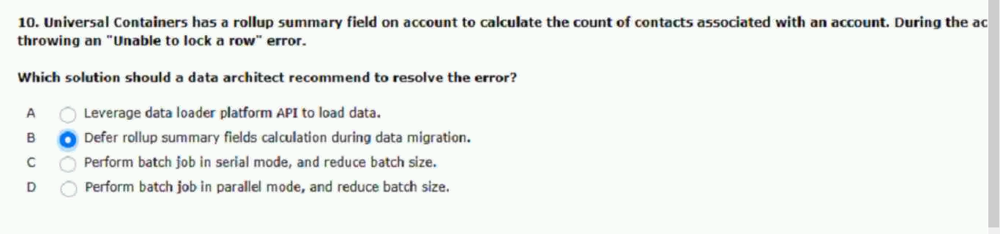 10. Universal Containers has a rollup summary field on account to calculate the count of contacts associated with an account. During the ac
throwing an "Unable to lock a row" error.
Which solution should a data architect recommend to resolve the error?
A Leverage data loader platform API to load data.
B Defer rollup summary fields calculation during data migration.
C Perform batch job in serial mode, and reduce batch size.
D Perform batch job in parallel mode, and reduce batch size.